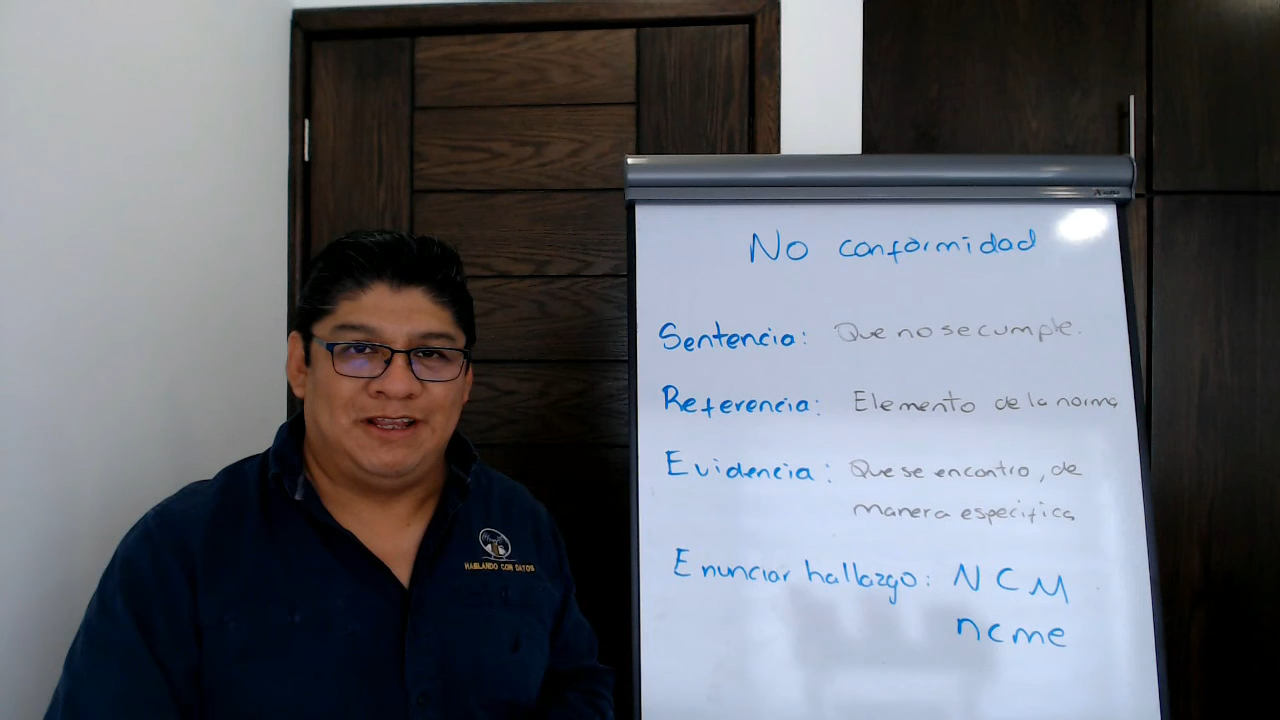 No conformidad
Sentencia: Que no se cumple.
Referencia: Elemento de la norma
Evidencia: Que se encontro, de
manera especifica
Enunciar hallazgo: NCM
ncme
HABLANDO CON DATOS